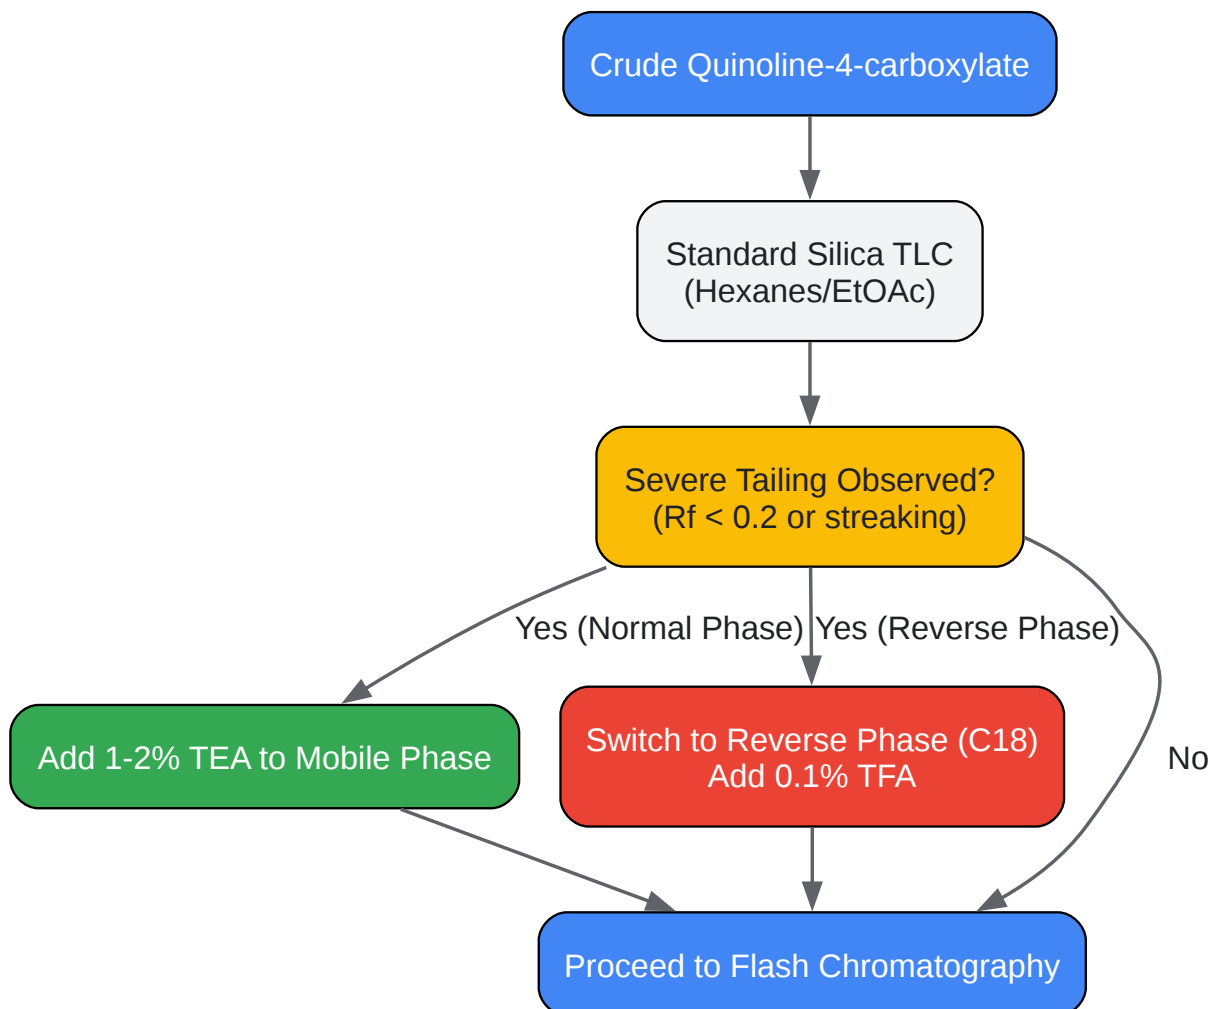 Crude Quinoline-4-carboxylate
Standard Silica TLC
(Hexanes/EtOAc)
Severe Tailing Observed?
(Rf < 0.2 or streaking)
Yes (Normal Phase)
Yes (Reverse Phase)
Add 1-2% TEA to Mobile Phase
Switch to Reverse Phase (C18)
Add 0.1% TFA
No
Proceed to Flash Chromatography